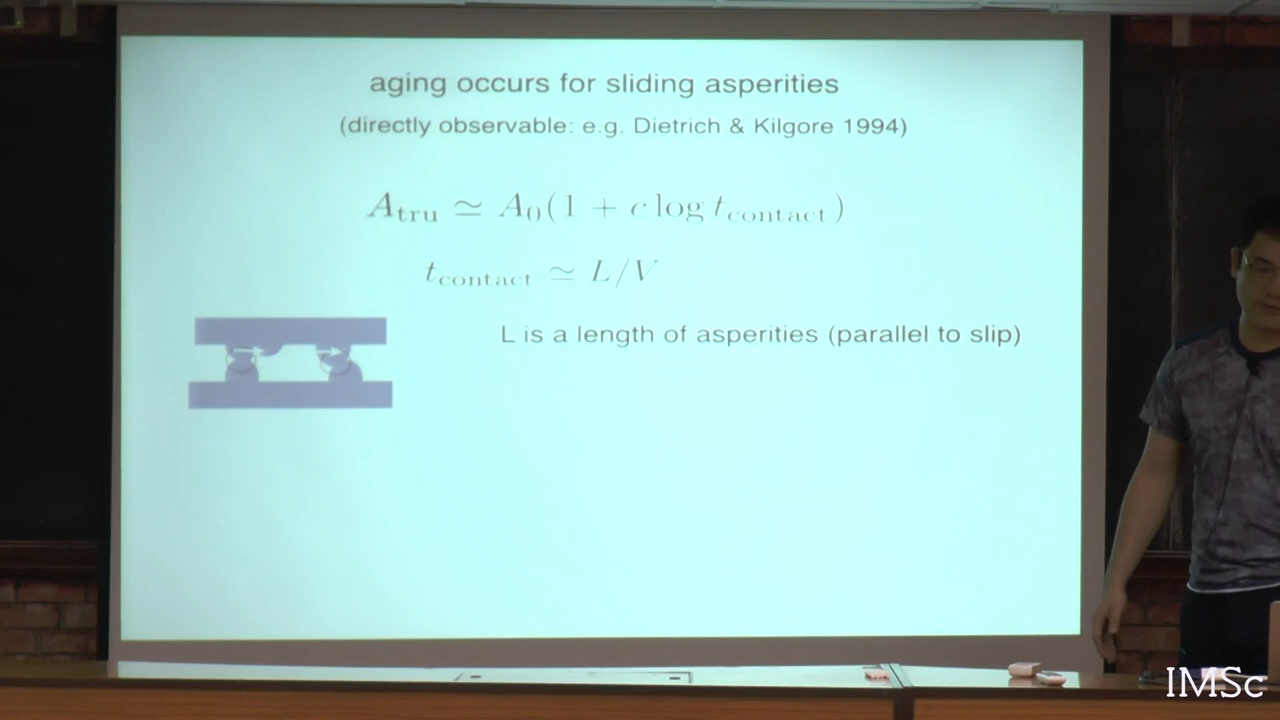 aging occurs for sliding asperities
(directly observable: e.g. Dietrich & Kilgore 1994)
A_tru ≃ A_0(1 + c log t_contact)
t_contact ≃ L/V
L is a length of asperities (parallel to slip)
IMSc